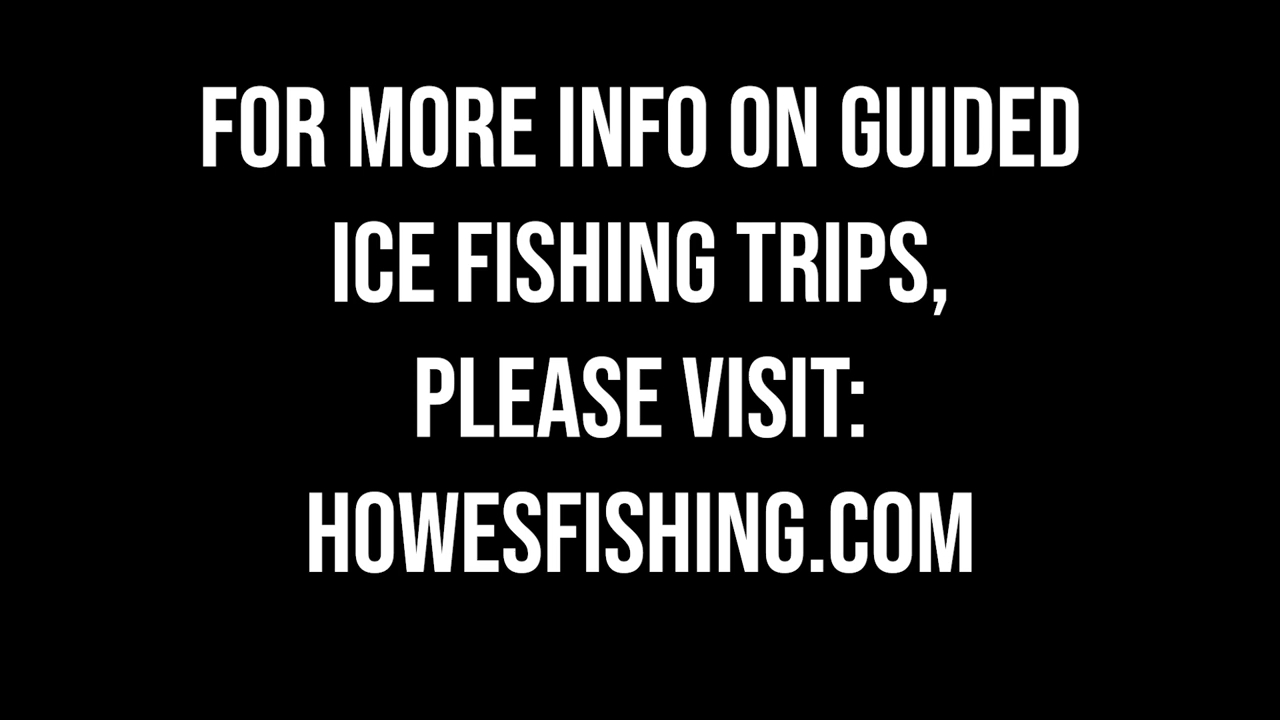 FOR MORE INFO ON GUIDED
ICE FISHING TRIPS,
PLEASE VISIT:
HOWESFISHING.COM